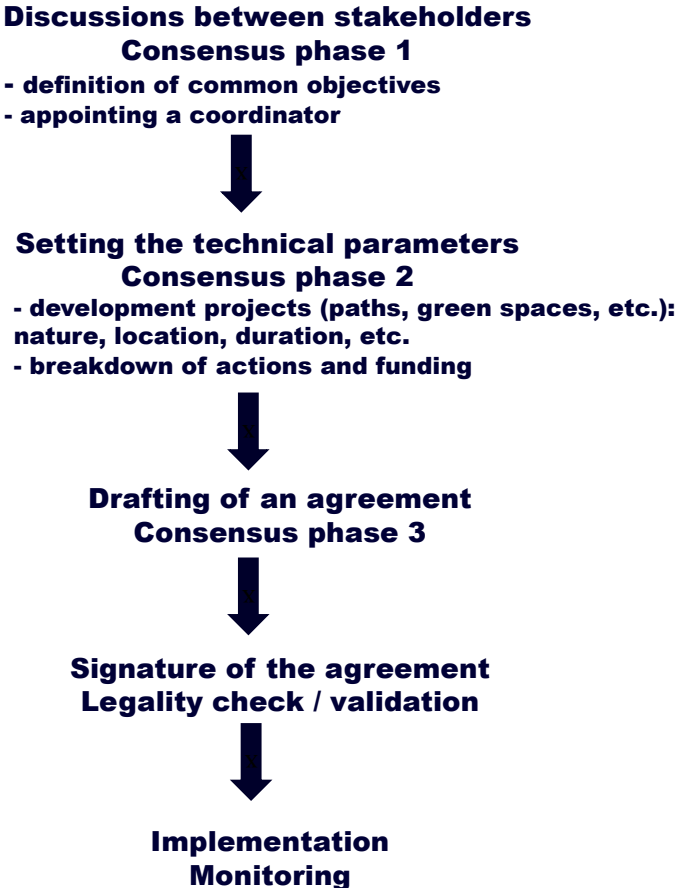 Discussions between stakeholders
Consensus phase 1
- definition of common objectives
- appointing a coordinator
Setting the technical parameters
Consensus phase 2
- development projects (paths, green spaces, etc.):
nature, location, duration, etc.
- breakdown of actions and funding
Drafting of an agreement
Consensus phase 3
Signature of the agreement
Legality check / validation
Implementation
Monitoring